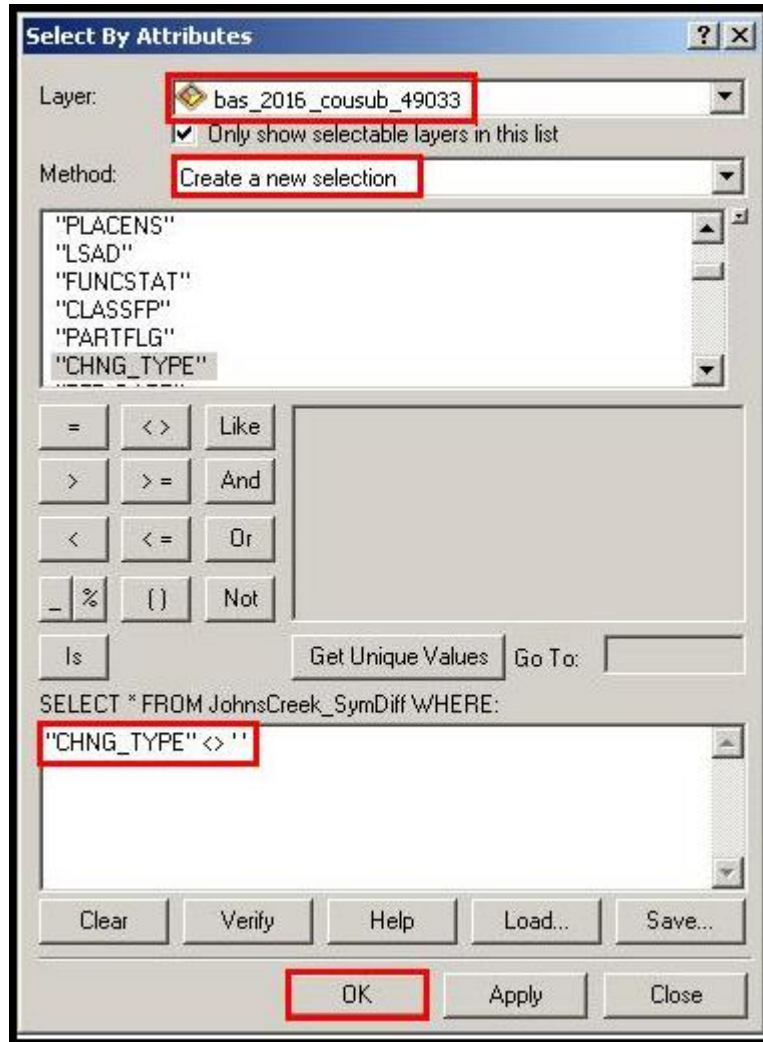 Select By Attributes ? ×
Layer: bas_2016_cousub_49033
Only show selectable layers in this list
Method: Create a new selection
"PLACENS"
"LSAD"
"FUNCSTAT"
"CLASSFP"
"PARTFLG"
"CHNG_TYPE"
= < > Like
> > = And
< < = Or
_ % () Not
Is Get Unique Values Go To:
SELECT * FROM JohnsCreek_SymDiff WHERE:
"CHNG_TYPE" <> ''
Clear Verify Help Load... Save...
OK Apply Close